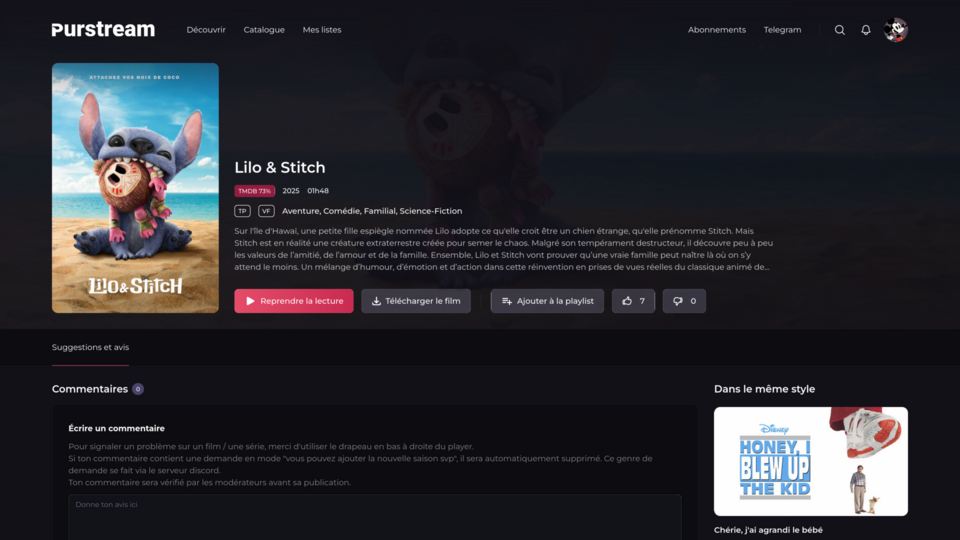 Purstream
Découvrir
Catalogue
Mes listes
Abonnements
Telegram
ATTACHEZ VOS NOIX DE COCO
LiLO & StitCH
Lilo & Stitch
TMDB 73%
2025
01h48
TP
VF
Aventure, Comédie, Familial, Science-Fiction
Sur l'île d'Hawaï, une petite fille espiègle nommée Lilo adopte ce qu'elle croit être un chien étrange, qu'elle prénomme Stitch. Mais
Stitch est en réalité une créature extraterrestre créée pour semer le chaos. Malgré son tempérament destructeur, il découvre peu à peu
les valeurs de l'amitié, de l'amour et de la famille. Ensemble, Lilo et Stitch vont prouver qu'une vraie famille peut naître là où on s'y
attend le moins. Un mélange d'humour, d'émotion et d'action dans cette réinvention en prises de vues réelles du classique animé de...
Reprendre la lecture
Télécharger le film
Ajouter à la playlist
7
0
Suggestions et avis
Commentaires 0
Écrire un commentaire
Pour signaler un problème sur un film / une série, merci d'utiliser le drapeau en bas à droite du player.
Si ton commentaire contient une demande en mode "vous pouvez ajouter la nouvelle saison svp", il sera automatiquement supprimé. Ce genre de
demande se fait via le serveur discord.
Ton commentaire sera vérifié par les modérateurs avant sa publication.
Donne ton avis ici
Dans le même style
Disney
HONEY, I
BLEW UP
THE KID
Chérie, j'ai agrandi le bébé